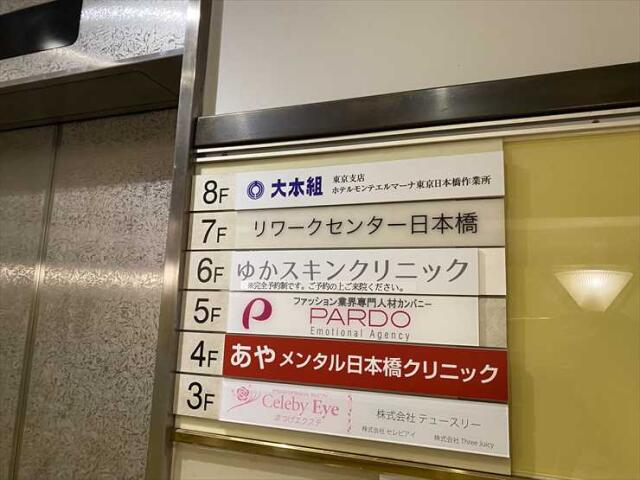 8F 大本組 東京支店
ホテルモンテエルマーナ東京日本橋作業所
7F リワークセンター日本橋
6F ゆかスキンクリニック
※完全予約制です。ご予約の上ご来院ください。
5F ファッション業界専門人材カンパニー
PARDO
Emotional Agency
4F あやメンタル日本橋クリニック
3F Celeby Eye 株式会社 テュースリー
まつげエクステ 株式会社 セレビアイ 株式会社 Three Juicy